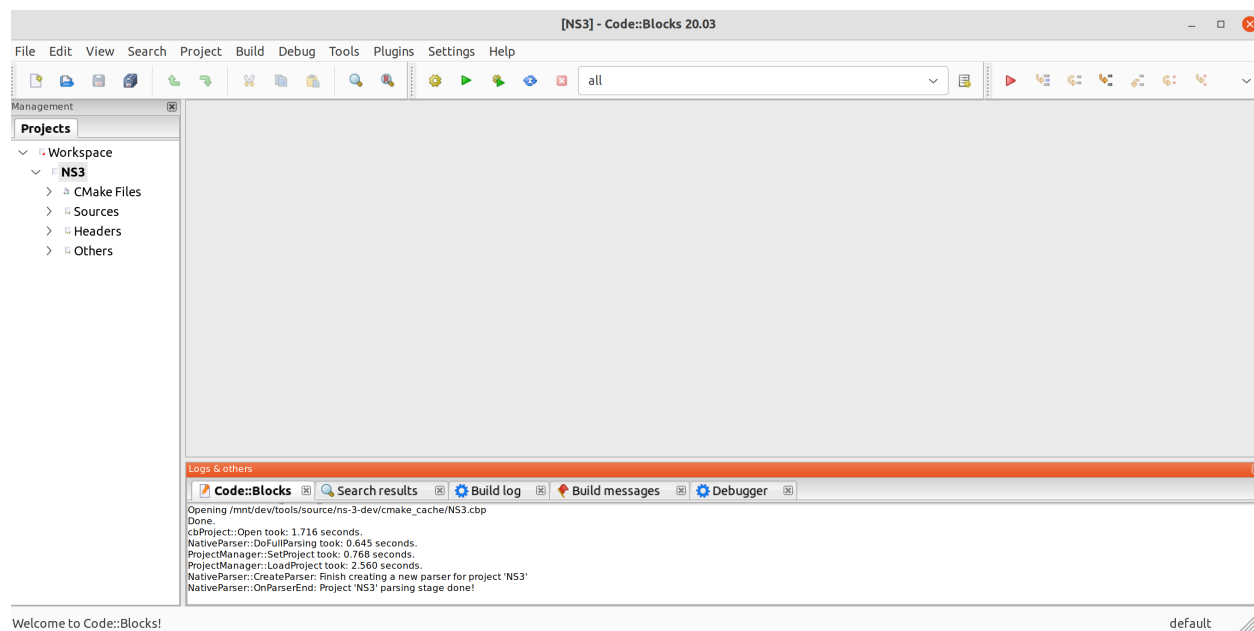 [NS3] - Code::Blocks 20.03
File Edit View Search Project Build Debug Tools Plugins Settings Help
all
Management
Projects
Workspace
NS3
CMake Files
Sources
Headers
Others
Logs & others
Code::Blocks Search results Build log Build messages Debugger
Opening /mnt/dev/tools/source/ns-3-dev/cmake_cache/NS3.cbp
Done.
cbProject::Open took: 1.716 seconds.
NativeParser::DoFullParsing took: 0.645 seconds.
ProjectManager::SetProject took: 0.768 seconds.
ProjectManager::LoadProject took: 2.560 seconds.
NativeParser::CreateParser: Finish creating a new parser for project 'NS3'
NativeParser::OnParserEnd: Project 'NS3' parsing stage done!
Welcome to Code::Blocks! default